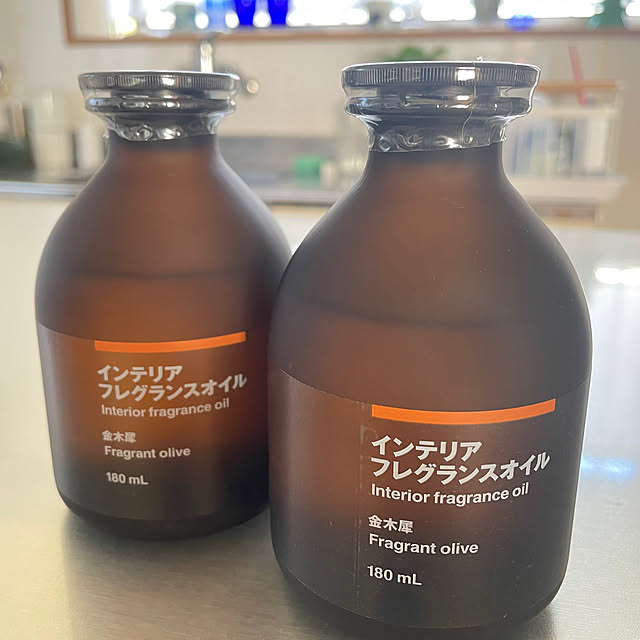 インテリア
フレグランスオイル
Interior fragrance oil
金木犀
Fragrant olive
180 mL
インテリア
フレグランスオイル
Interior fragrance oil
金木犀
Fragrant olive
180 mL